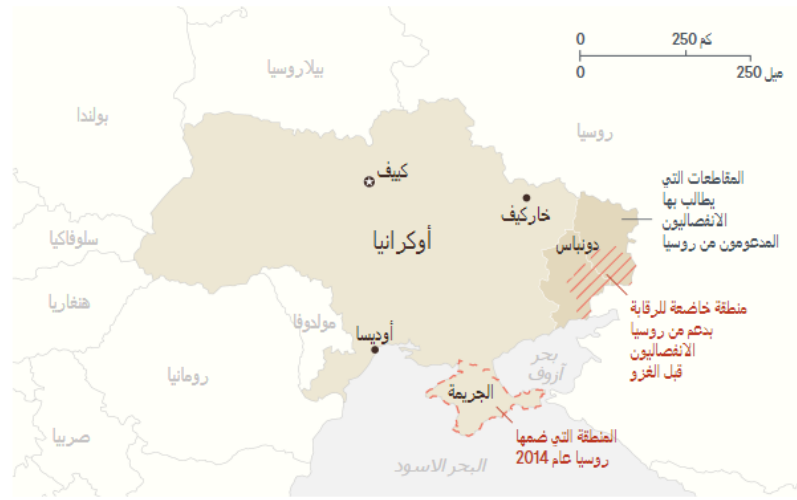 0 250 كم
0 250 ميل
بيلاروسيا
بولندا
روسيا
كييف
خاركيف
المقاطعات التي
يطالب بها
الانفصاليون
المدعومون من روسيا
سلوفاكيا
أوكرانيا
دونباس
هنغاريا
مولدوفا
أوديسا
منطقة خاضعة للرقابة
بدعم من روسيا
الانفصاليون
قبل الغزو
رومانيا
بحر
آزوف
الجريمة
صربيا
المنطقة التي ضمها
روسيا عام 2014
البحر الاسود